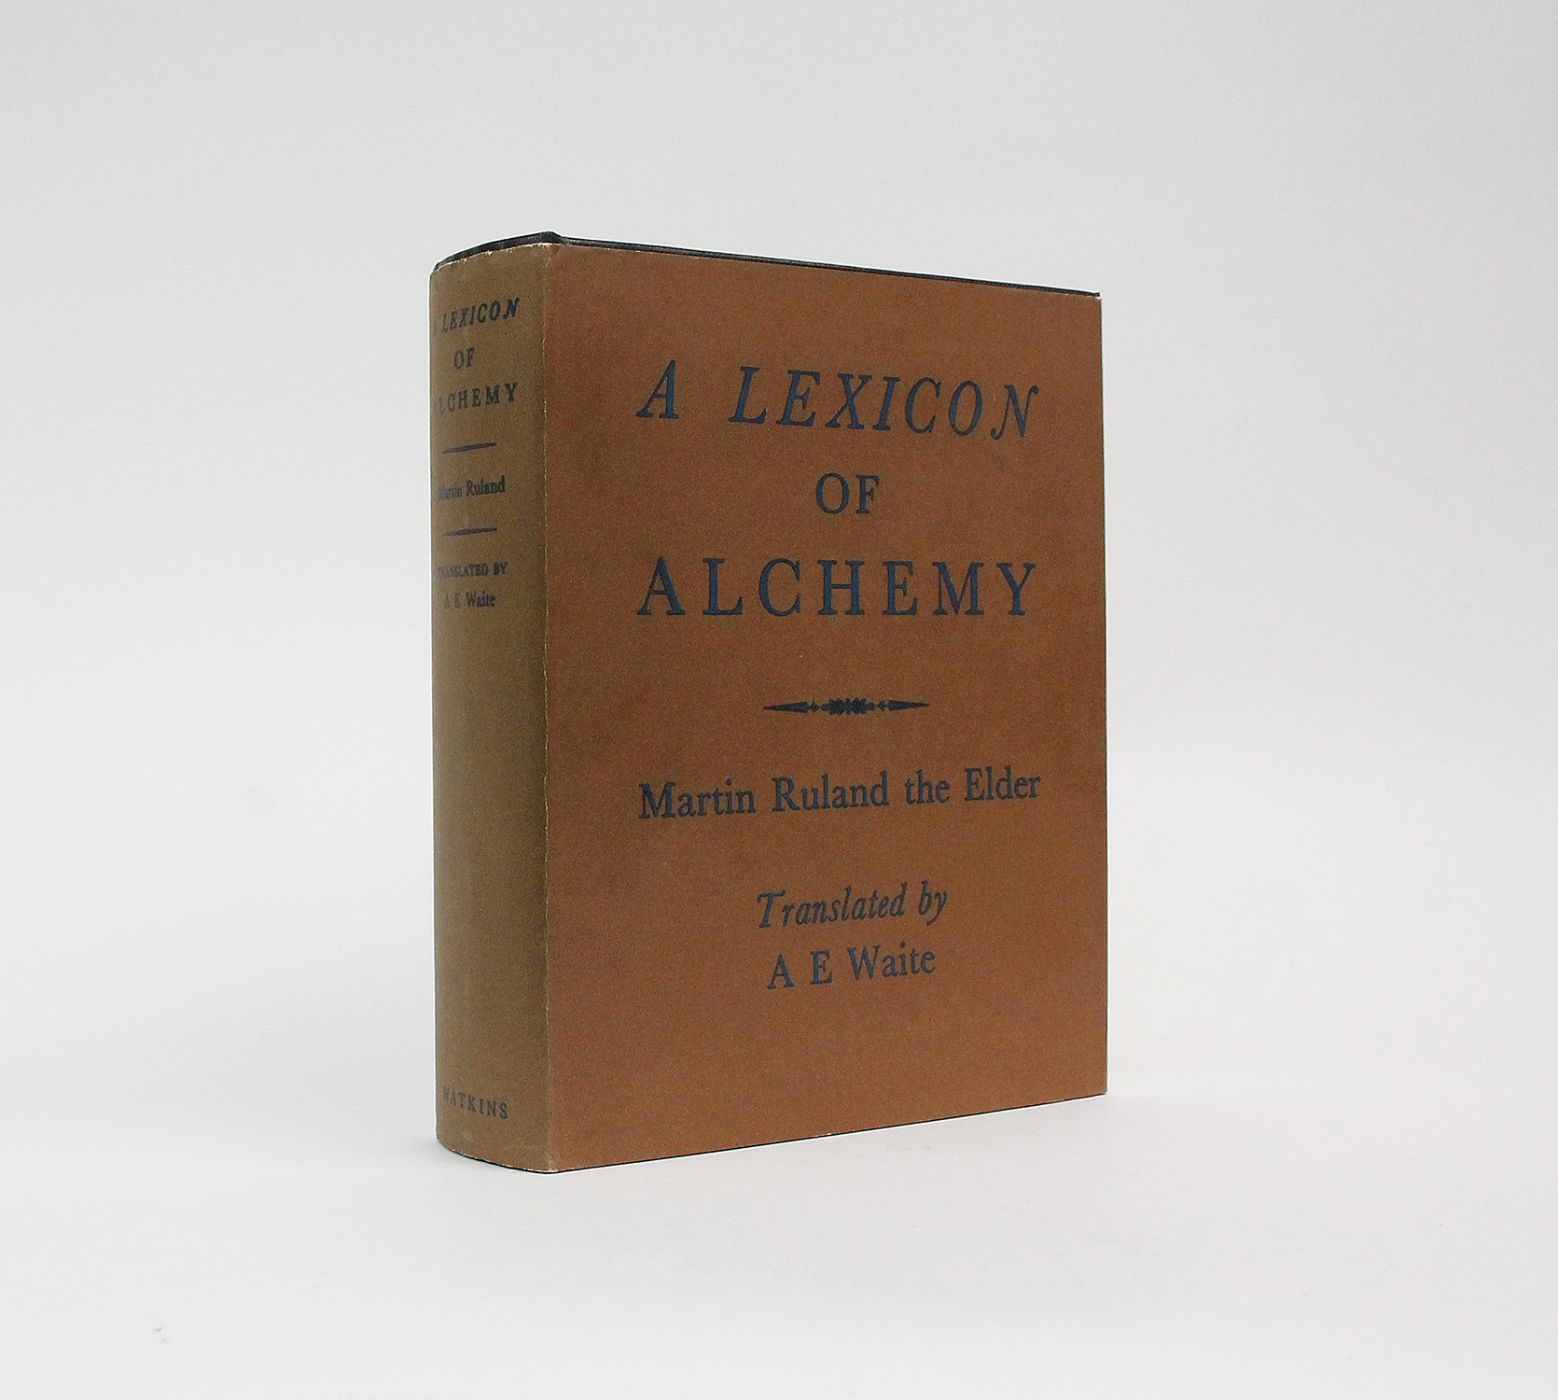 LEXICON
OF
ALCHEMY
Martin Ruland
TRANSLATED BY
A E Waite
WATKINS
A LEXICON
OF
ALCHEMY
Martin Ruland the Elder
Translated by
A E Waite